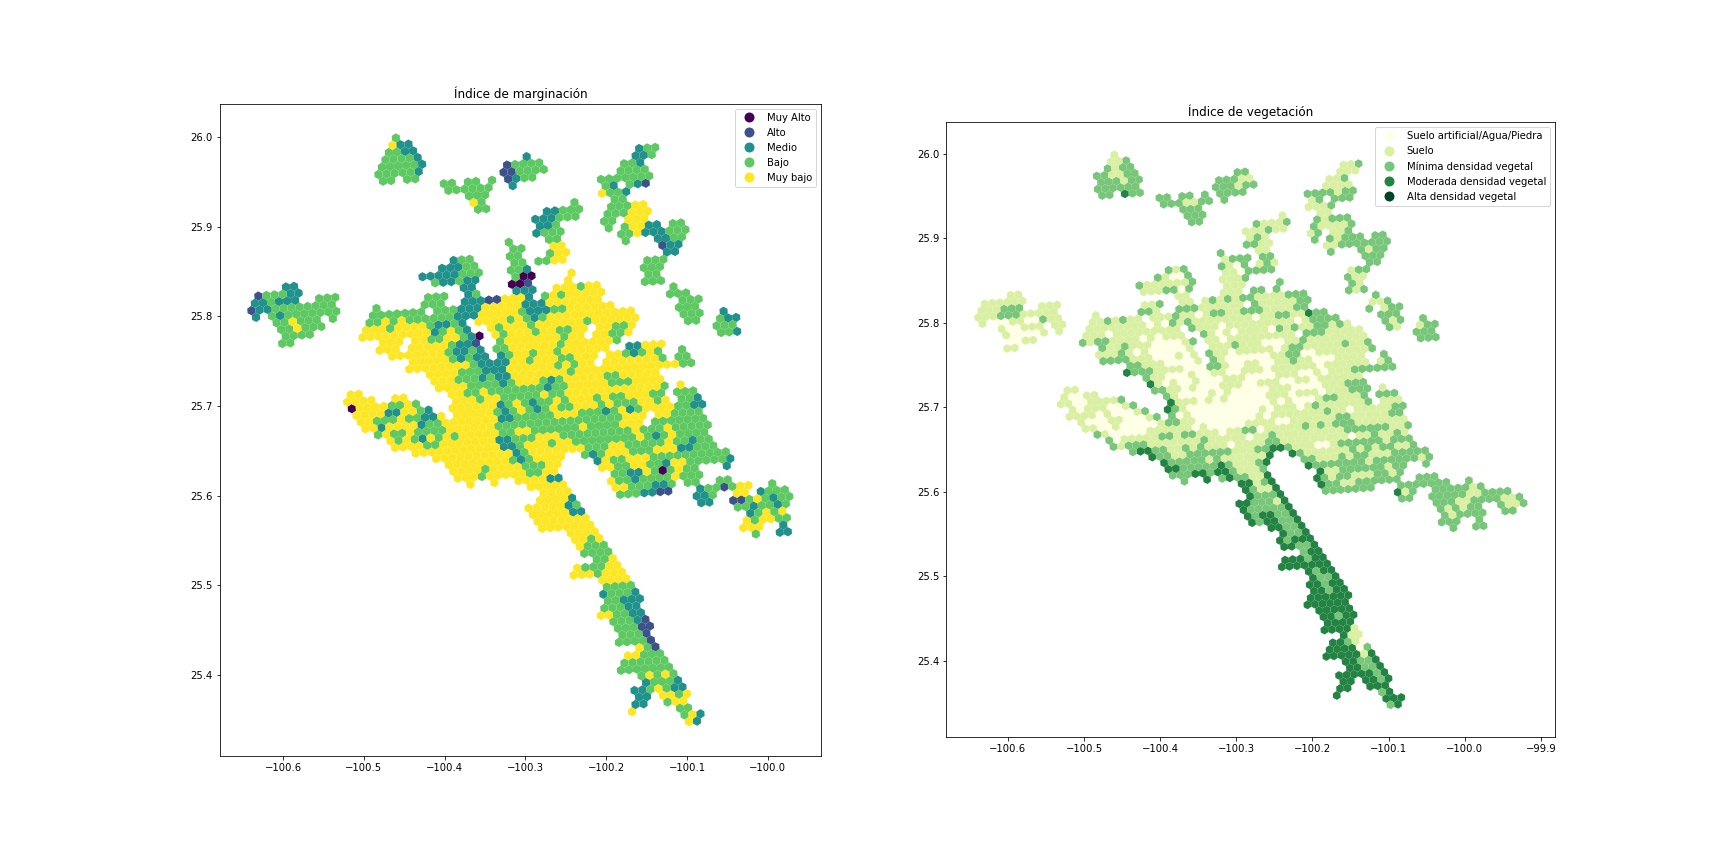 Índice de marginación
Muy Alto
Alto
Medio
Bajo
Muy bajo
26.0
25.9
25.8
25.7
25.6
25.5
25.4
−100.6 −100.5 −100.4 −100.3 −100.2 −100.1 −100.0
Índice de vegetación
Suelo artificial/Agua/Piedra
Suelo
Mínima densidad vegetal
Moderada densidad vegetal
Alta densidad vegetal
26.0
25.9
25.8
25.7
25.6
25.5
25.4
−100.6 −100.5 −100.4 −100.3 −100.2 −100.1 −100.0 −99.9